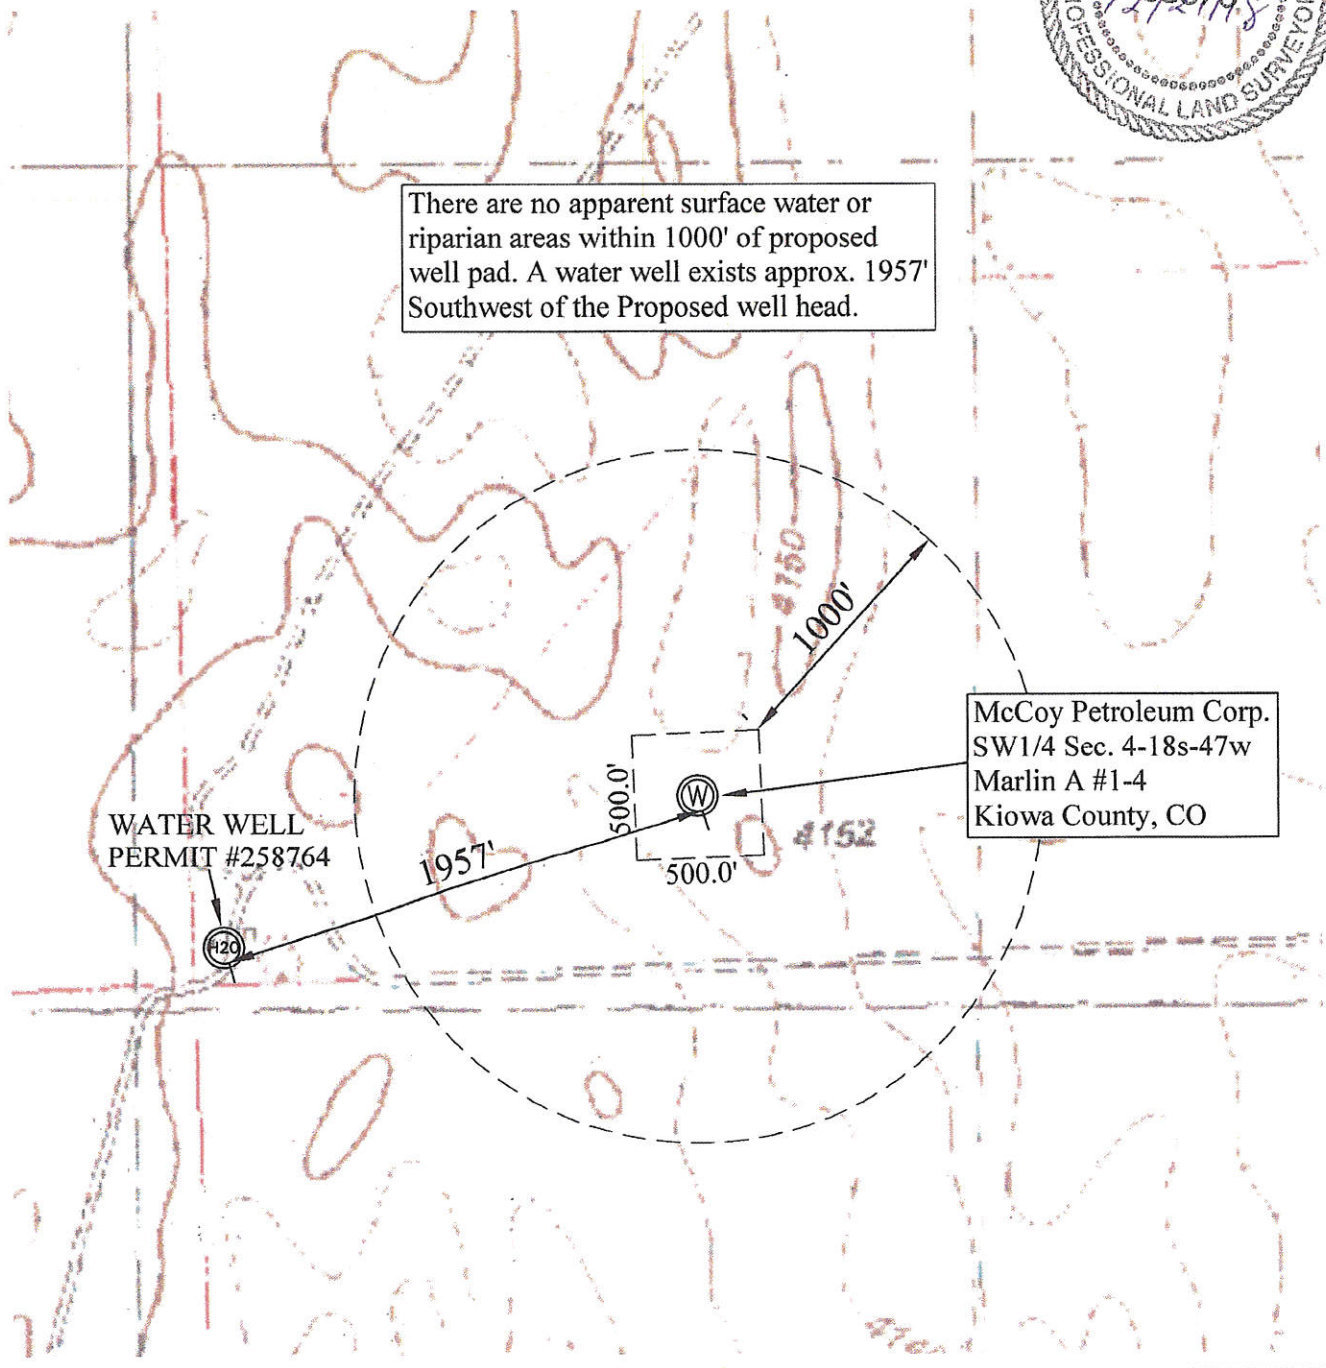 PROFESSIONAL LAND SURVEYOR
There are no apparent surface water or
riparian areas within 1000' of proposed
well pad. A water well exists approx. 1957'
Southwest of the Proposed well head.
4150
1000'
McCoy Petroleum Corp.
SW1/4 Sec. 4-18s-47w
Marlin A #1-4
Kiowa County, CO
500.0'
W
4152
500.0'
WATER WELL
PERMIT #258764
1957'
H2O